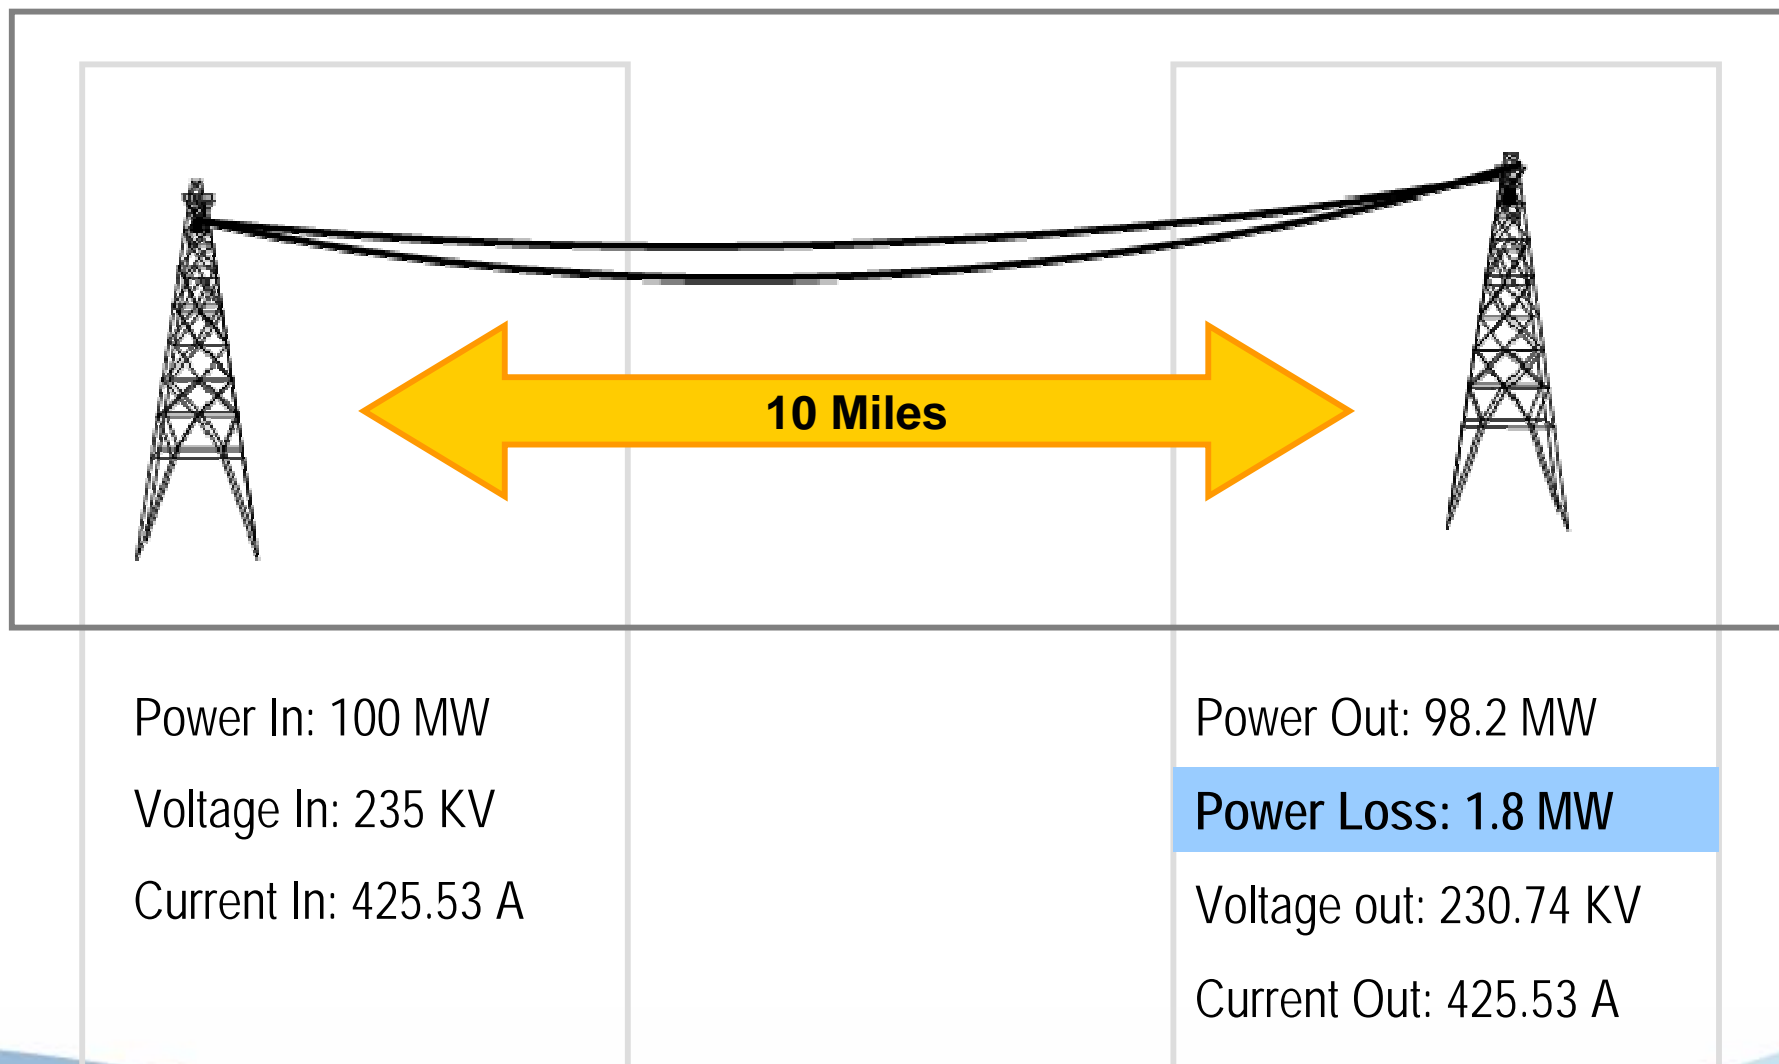 10 Miles
Power In: 100 MW
Voltage In: 235 KV
Current In: 425.53 A
Power Out: 98.2 MW
Power Loss: 1.8 MW
Voltage out: 230.74 KV
Current Out: 425.53 A